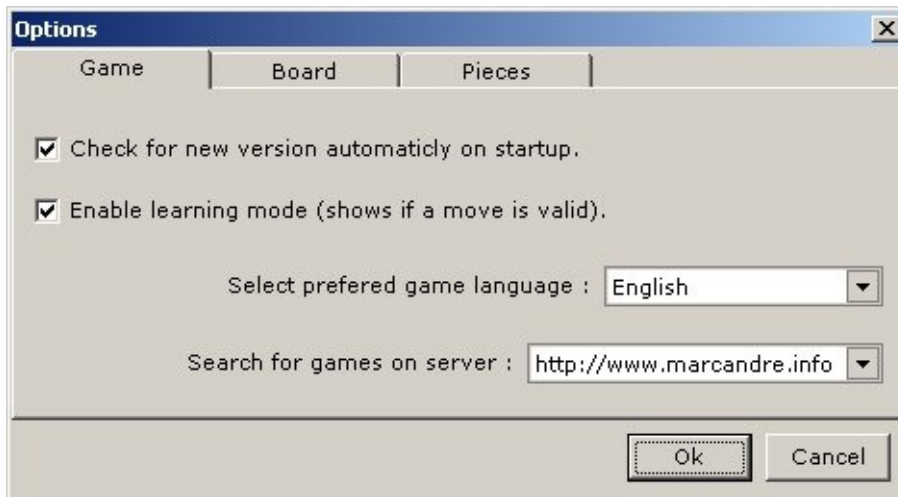 Options
Game Board Pieces
Check for new version automaticly on startup.
Enable learning mode (shows if a move is valid).
Select prefered game language : English
Search for games on server : http://www.marcandre.info
Ok Cancel